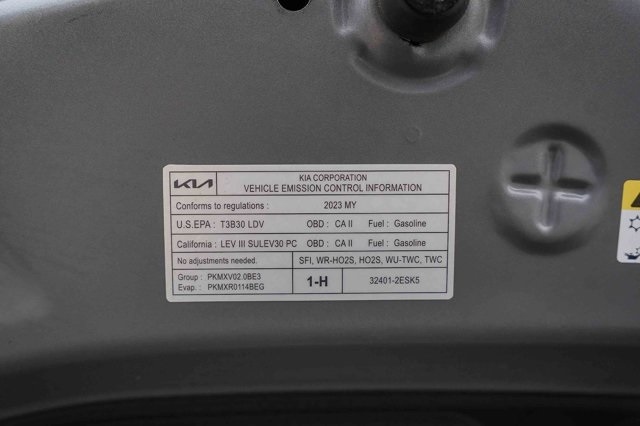 KIA KIA CORPORATION
VEHICLE EMISSION CONTROL INFORMATION
Conforms to regulations : 2023 MY
U.S.EPA : T3B30 LDV OBD : CA II Fuel : Gasoline
California : LEV III SULEV30 PC OBD : CA II Fuel : Gasoline
No adjustments needed. SFI, WR-HO2S, HO2S, WU-TWC, TWC
Group : PKMXV02.0BE3
Evap. : PKMXR0114BEG
1-H 32401-2ESK5